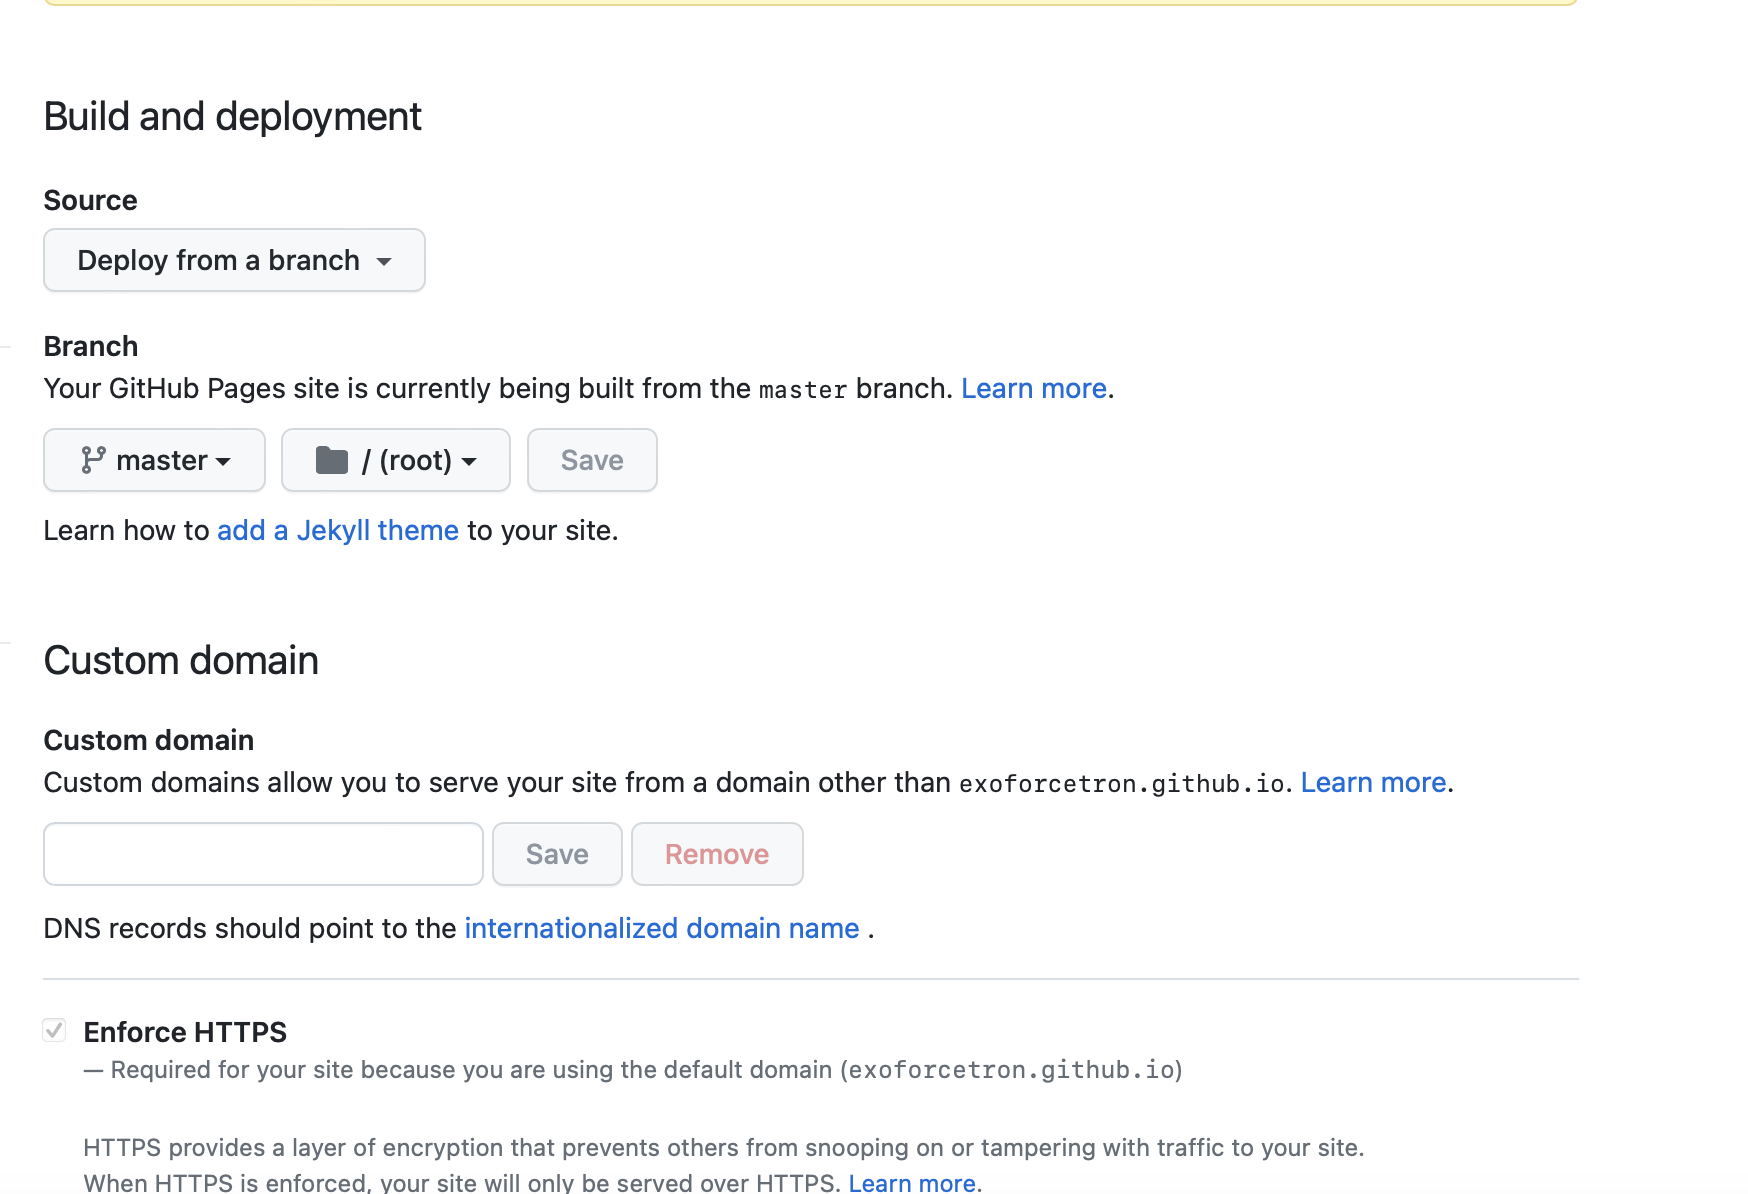 Build and deployment
Source
Deploy from a branch
Branch
Your GitHub Pages site is currently being built from the master branch. Learn more.
master / (root) Save
Learn how to add a Jekyll theme to your site.
Custom domain
Custom domain
Custom domains allow you to serve your site from a domain other than exoforcetron.github.io. Learn more.
Save Remove
DNS records should point to the internationalized domain name .
Enforce HTTPS
— Required for your site because you are using the default domain (exoforcetron.github.io)
HTTPS provides a layer of encryption that prevents others from snooping on or tampering with traffic to your site.
When HTTPS is enforced, your site will only be served over HTTPS. Learn more.